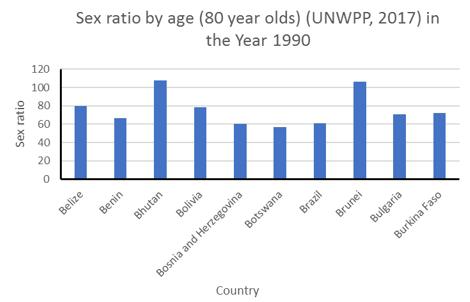 Sex ratio by age (80 year olds) (UNWPP, 2017) in
the Year 1990
120
100
80
60
40
20
0
Sex ratio
Belize
Benin
Bhutan
Bolivia
Bosnia and Herzegovina
Botswana
Brazil
Brunei
Bulgaria
Burkina Faso
Country